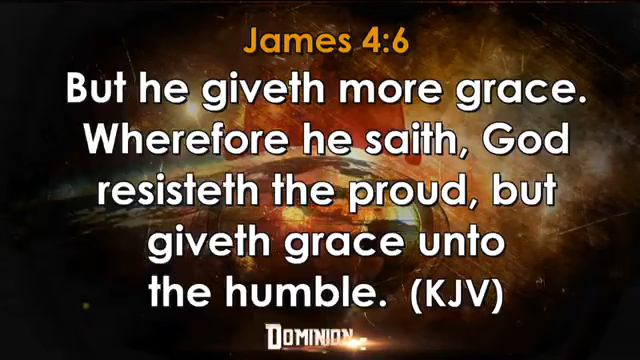 James 4:6
But he giveth more grace.
Wherefore he saith, God
resisteth the proud, but
giveth grace unto
the humble. (KJV)
DOMINION